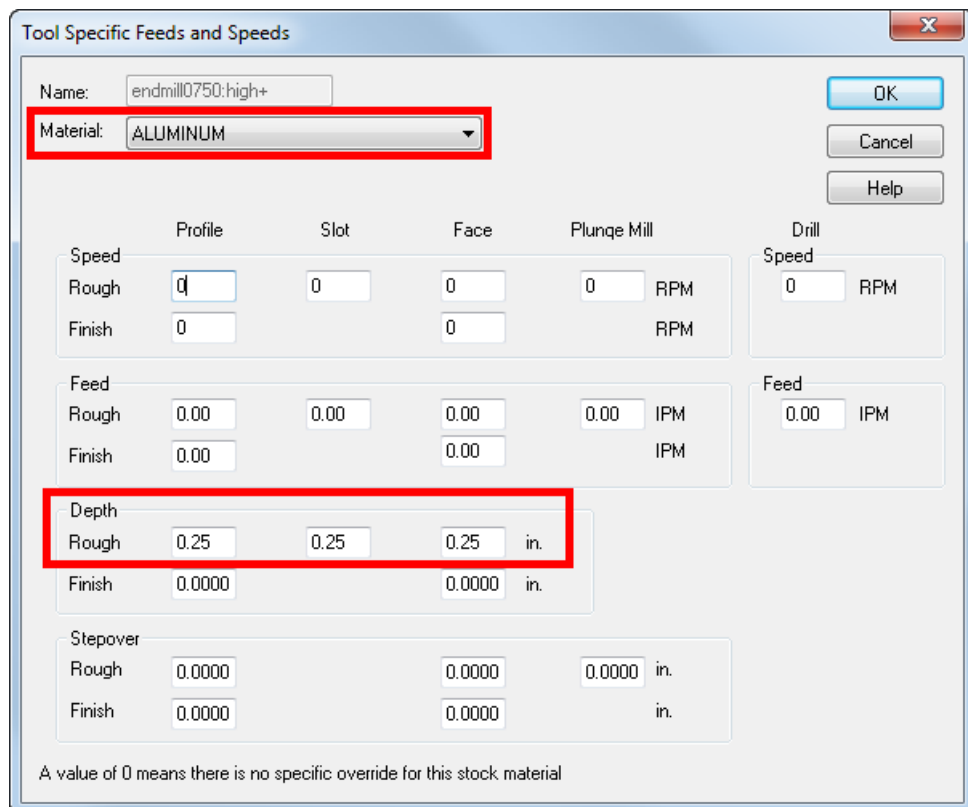 Tool Specific Feeds and Speeds
Name: endmill0750:high+ OK
Material: ALUMINUM Cancel
Help
Profile Slot Face Plunge Mill Drill
Speed Speed
Rough 0 0 0 0 RPM 0 RPM
Finish 0 0 RPM
Feed Feed
Rough 0.00 0.00 0.00 0.00 IPM 0.00 IPM
Finish 0.00 0.00 IPM
Depth
Rough 0.25 0.25 0.25 in.
Finish 0.0000 0.0000 in.
Stepover
Rough 0.0000 0.0000 0.0000 in.
Finish 0.0000 0.0000 in.
A value of 0 means there is no specific override for this stock material